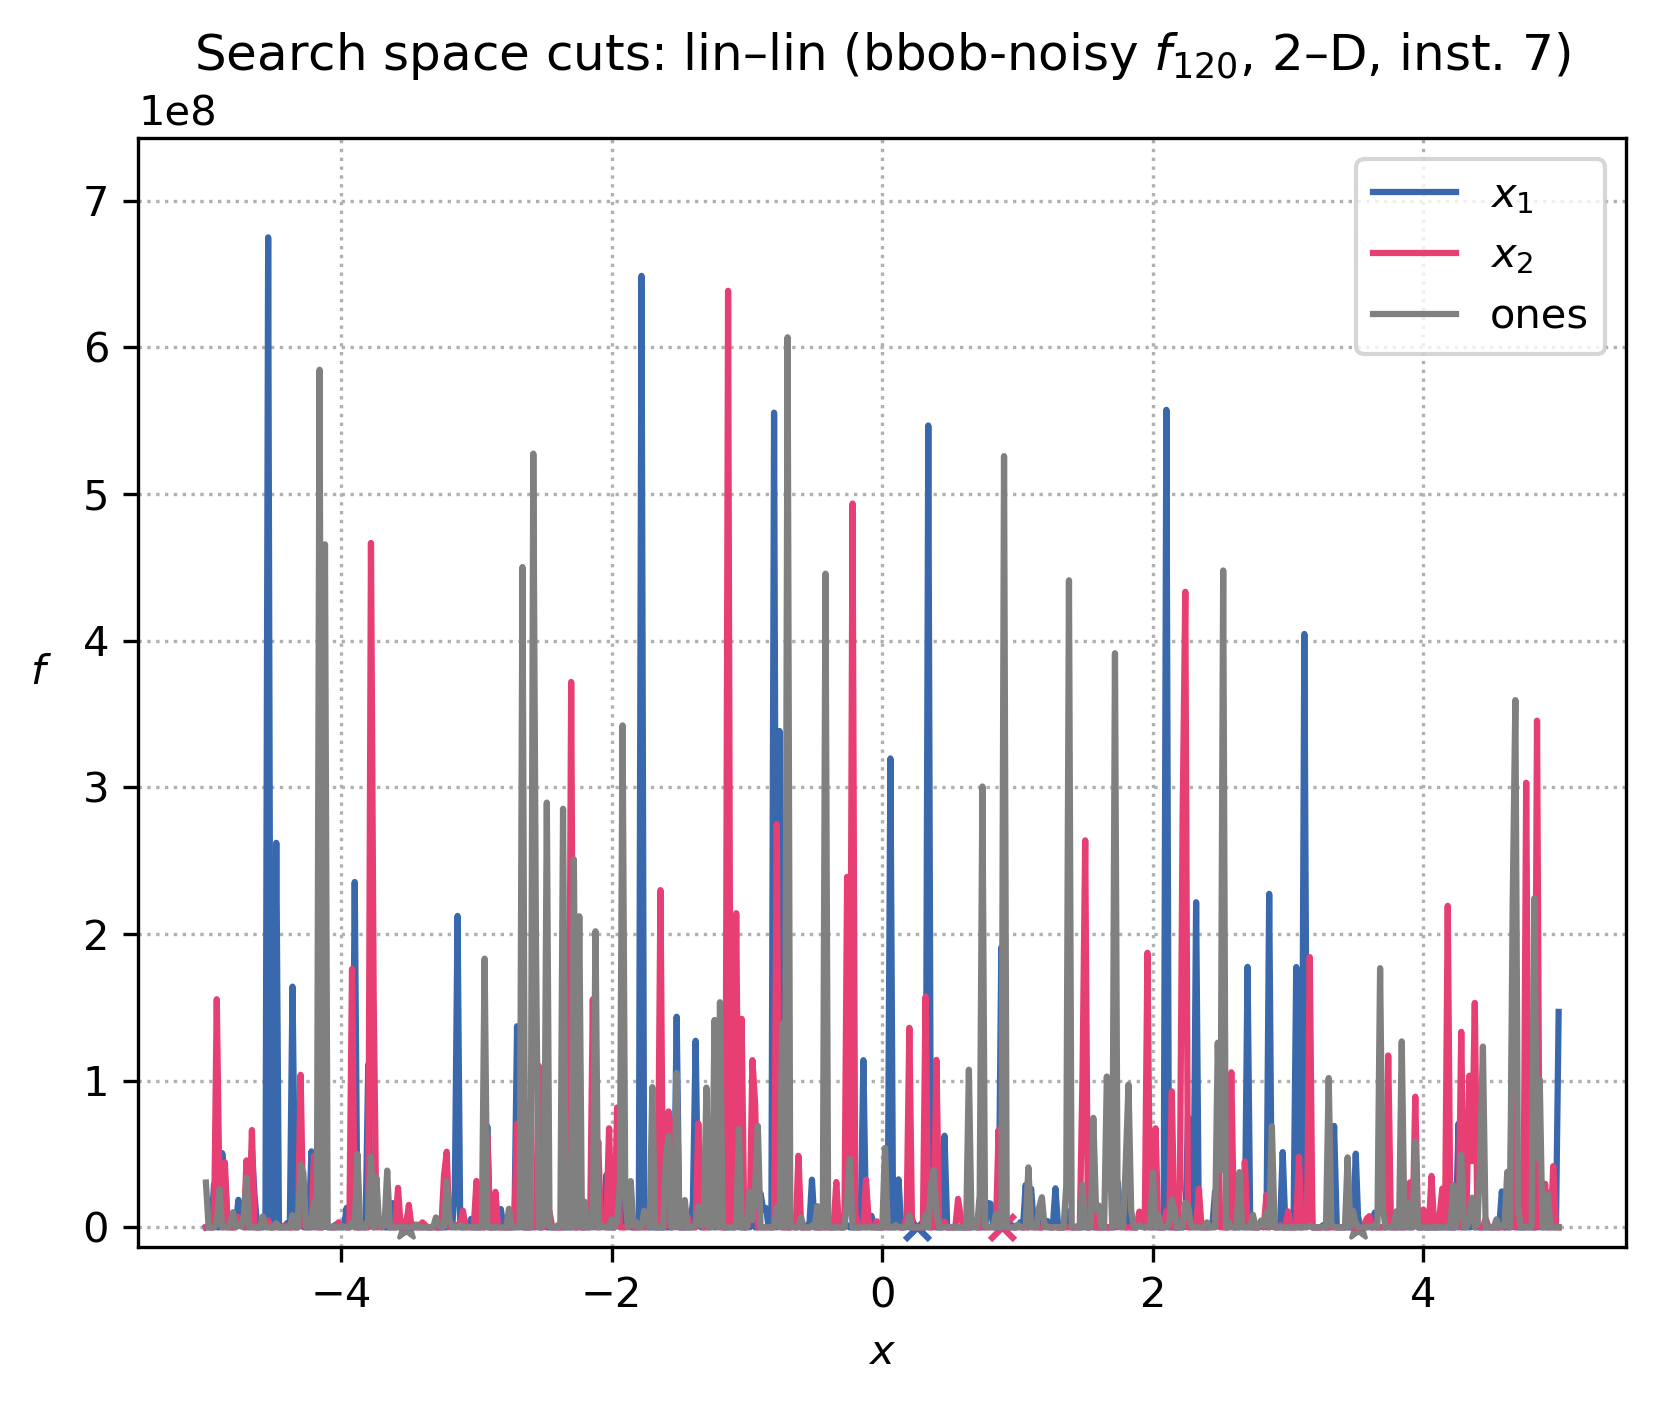 Search space cuts: lin–lin (bbob-noisy f120, 2–D, inst. 7)
1e8
7
6
5
4
3
2
1
0
f
−4
−2
0
2
4
x
x1
x2
ones